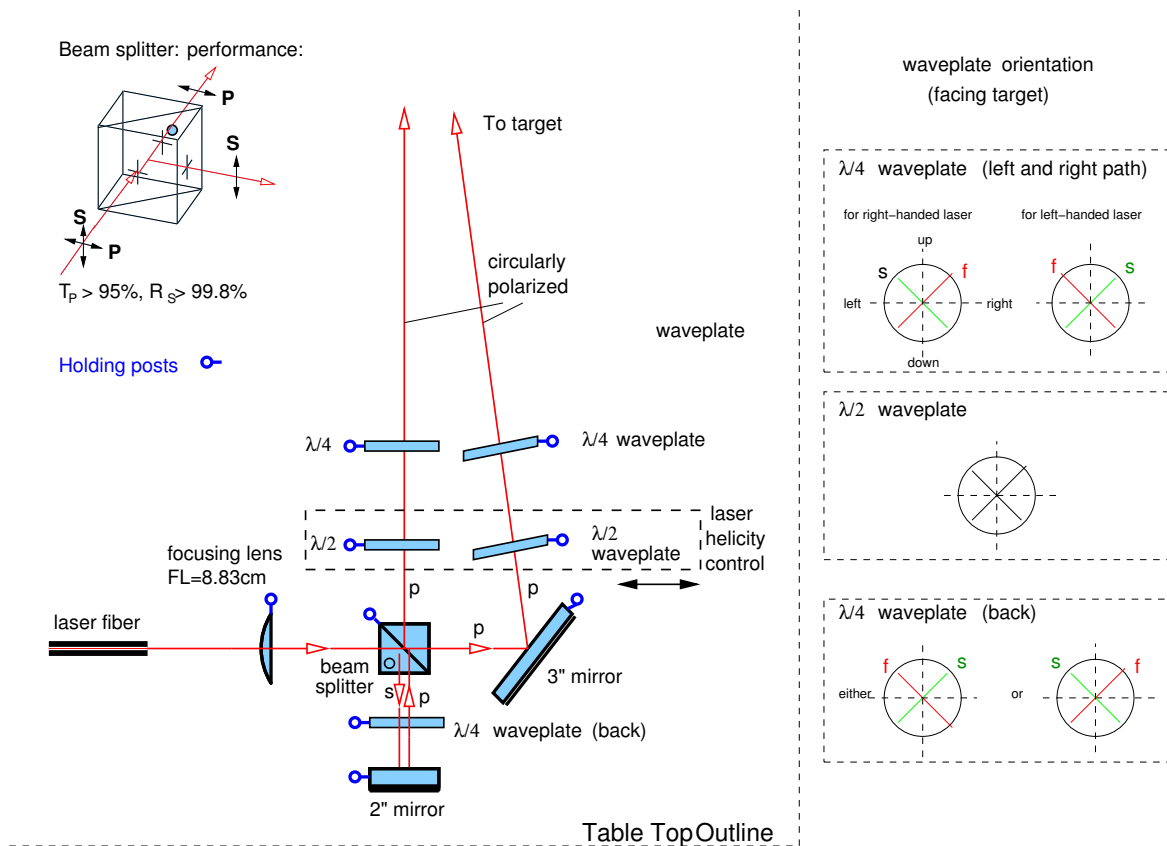 Beam splitter: performance:
P
S
S
P
T P > 95%, R S > 99.8%
Holding posts
To target
circularly
polarized
waveplate
λ/4
λ/4 waveplate
λ/2
λ/2
waveplate
laser
helicity
control
focusing lens
FL=8.83cm
p
p
laser fiber
p
beam
splitter
s
p
3" mirror
λ/4 waveplate (back)
2" mirror
Table Top Outline
waveplate orientation
(facing target)
λ/4 waveplate (left and right path)
for right-handed laser
for left-handed laser
up
s
f
f
s
left
right
down
λ/2 waveplate
λ/4 waveplate (back)
f
s
s
f
either
or